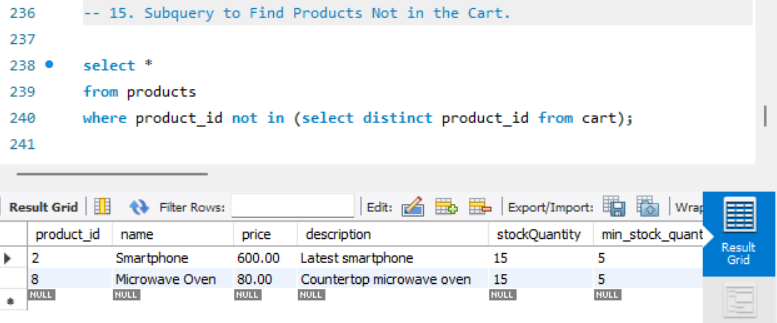 236 -- 15. Subquery to Find Products Not in the Cart.
237
238 select *
239 from products
240 where product_id not in (select distinct product_id from cart);
241
Result Grid Filter Rows: Edit: Export/Import: Wrap
product_id name price description stockQuantity min_stock_quant
2 Smartphone 600.00 Latest smartphone 15 5
8 Microwave Oven 80.00 Countertop microwave oven 15 5
NULL NULL NULL NULL NULL NULL
Result
Grid